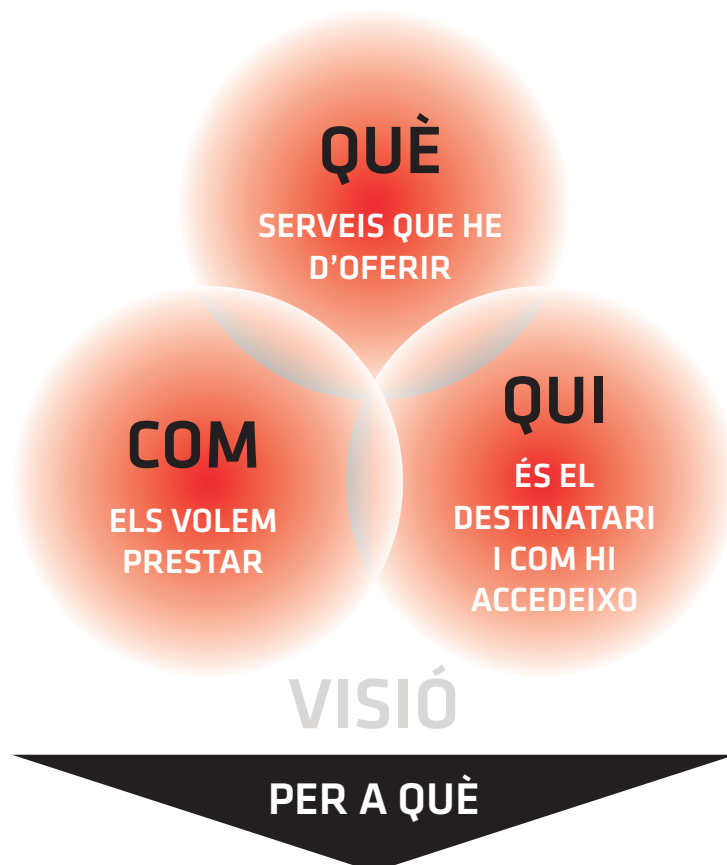 QUÈ
SERVEIS QUE HE
D’OFERIR
COM
ELS VOLEM
PRESTAR
QUI
ÉS EL
DESTINATARI
I COM HI
ACCEDEIXO
VISIÓ
PER A QUÈ